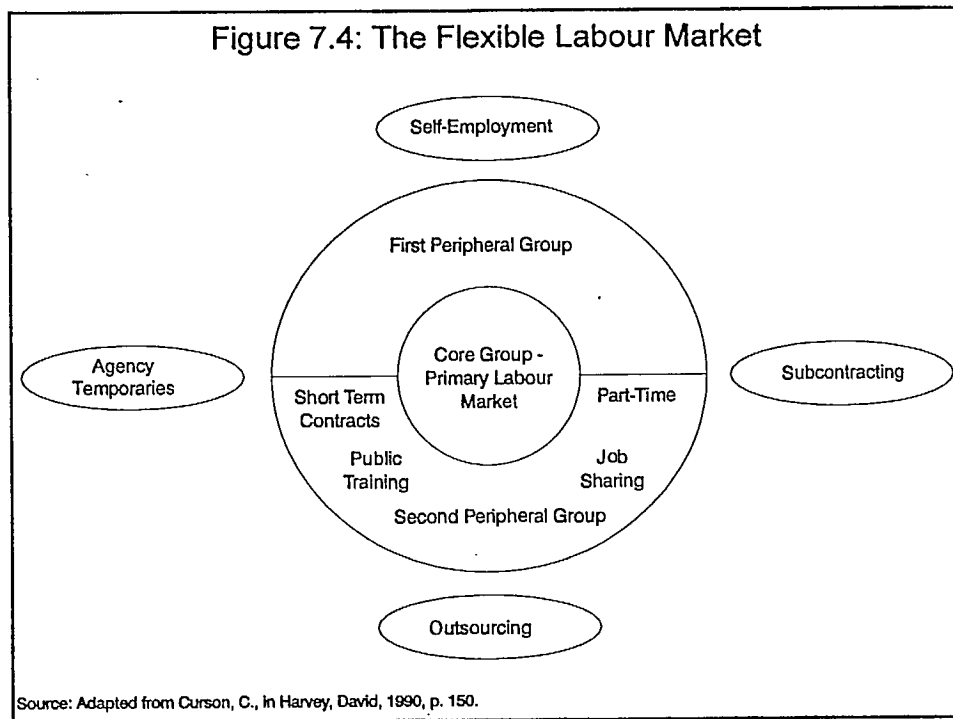 Figure 7.4: The Flexible Labour Market
Self-Employment
First Peripheral Group
Agency
Temporaries
Core Group -
Primary Labour
Market
Subcontracting
Short Term
Contracts
Part-Time
Public
Training
Job
Sharing
Second Peripheral Group
Outsourcing
Source: Adapted from Curson, C., in Harvey, David, 1990, p. 150.